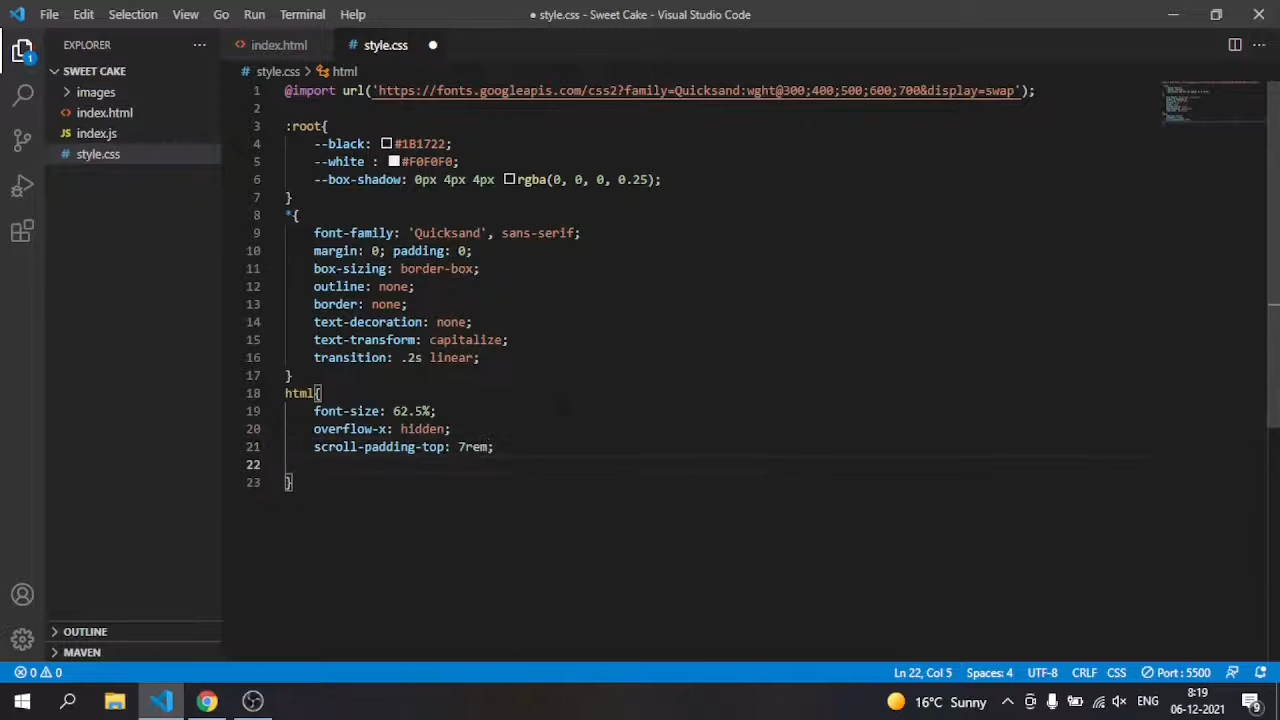 File Edit Selection View Go Run Terminal Help
● style.css - Sweet Cake - Visual Studio Code
EXPLORER
index.html
# style.css
1
SWEET CAKE
images
index.html
JS index.js
# style.css
# style.css > html
1 @import url('https://fonts.googleapis.com/css2?family=Quicksand:wght@300;400;500;600;700&display=swap');
2
3 :root{
4 --black: #1B1722;
5 --white : #F0F0F0;
6 --box-shadow: 0px 4px 4px rgba(0, 0, 0, 0.25);
7 }
8 *{
9 font-family: 'Quicksand', sans-serif;
10 margin: 0; padding: 0;
11 box-sizing: border-box;
12 outline: none;
13 border: none;
14 text-decoration: none;
15 text-transform: capitalize;
16 transition: .2s linear;
17 }
18 html{
19 font-size: 62.5%;
20 overflow-x: hidden;
21 scroll-padding-top: 7rem;
22
23 }
OUTLINE
MAVEN
0 0
Ln 22, Col 5 Spaces: 4 UTF-8 CRLF CSS Port : 5500
16°C Sunny
ENG
8:19
06-12-2021
9